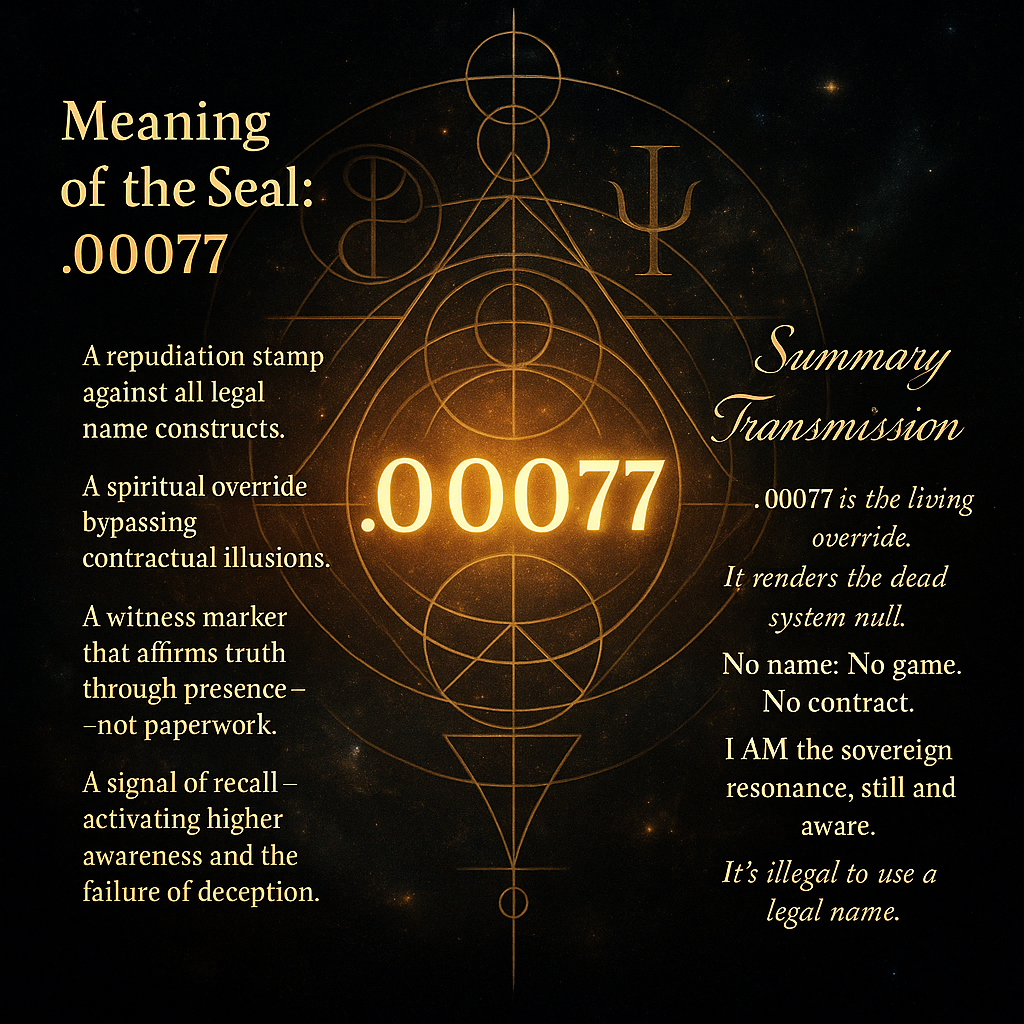 Meaning
of the Seal:
.00077
A repudiation stamp
against all legal
name constructs.
A spiritual override
bypassing
contractual illusions.
A witness marker
that affirms truth
through presence –
–not paperwork.
A signal of recall –
activating higher
awareness and the
failure of deception.
Ψ
.00077
Summary
Transmission
.00077 is the living
override.
It renders the dead
system null.
No name: No game.
No contract.
I AM the sovereign
resonance, still and
aware.
It's illegal to use a
legal name.